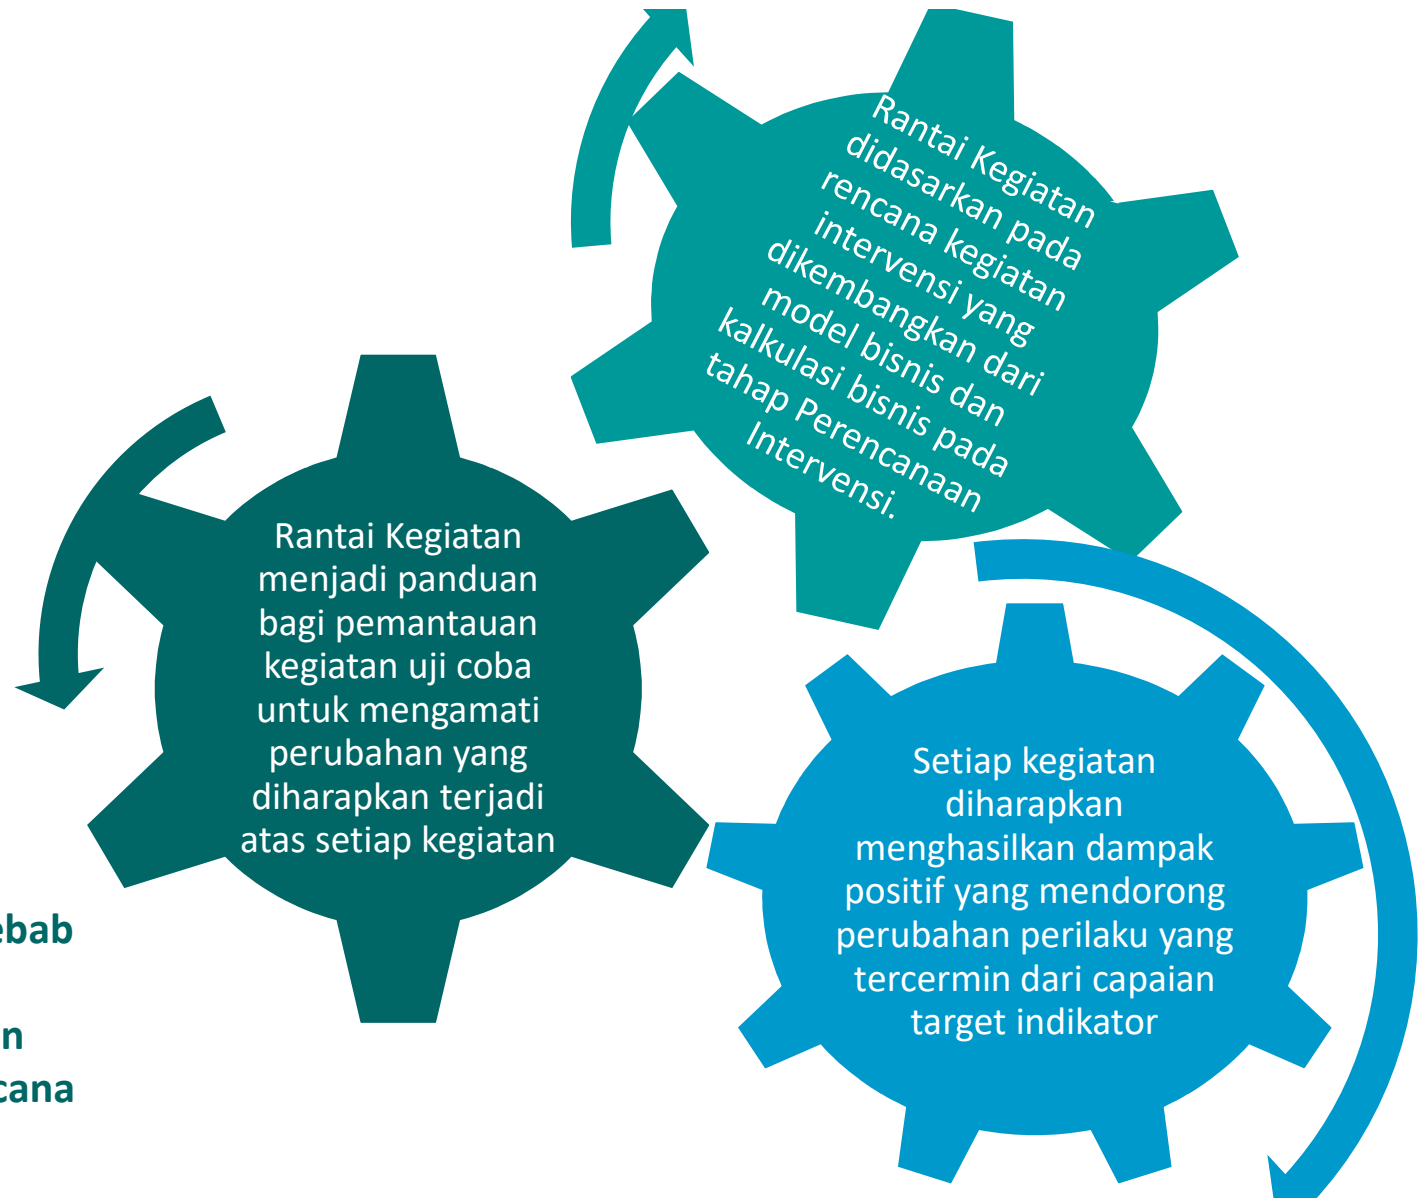 Rantai Kegiatan
didasarkan pada
rencana kegiatan
intervensi yang
dikembangkan dari
model bisnis dan
kalkulasi bisnis pada
tahap Perencanaan
Intervensi.
Rantai Kegiatan
menjadi panduan
bagi pemantauan
kegiatan uji coba
untuk mengamati
perubahan yang
diharapkan terjadi
atas setiap kegiatan
Setiap kegiatan
diharapkan
menghasilkan dampak
positif yang mendorong
perubahan perilaku yang
tercermin dari capaian
target indikator